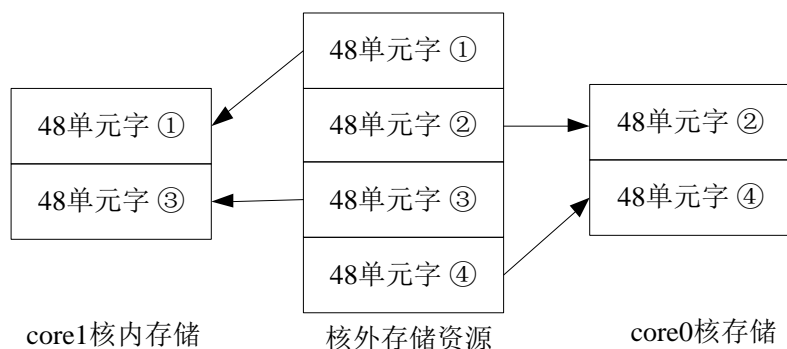 48单元字 ①
48单元字 ②
48单元字 ③
48单元字 ④
48单元字 ①
48单元字 ③
48单元字 ②
48单元字 ④
core1核内存储
核外存储资源
core0核存储